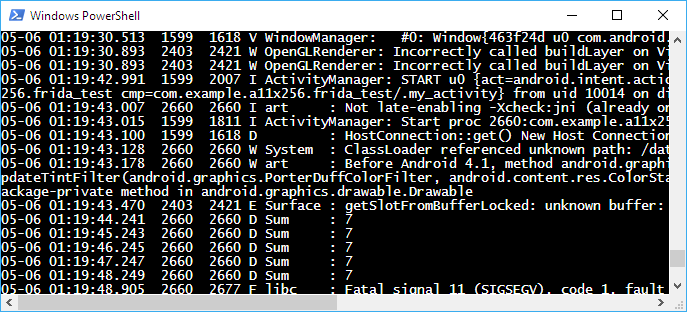 Windows PowerShell
05-06 01:19:30.513  1599  1618 V WindowManager:   #0: Window{463f24d u0 com.android.
05-06 01:19:30.893  2403  2421 W OpenGLRenderer: Incorrectly called buildLayer on Vi
05-06 01:19:30.893  2403  2421 W OpenGLRenderer: Incorrectly called buildLayer on Vi
05-06 01:19:42.991  1599  2007 I ActivityManager: START u0 {act=android.intent.actio
256.frida_test cmp=com.example.a11x256.frida_test/.my_activity} from uid 10014 on di
05-06 01:19:43.007  2660  2660 I art     : Not late-enabling -Xcheck:jni (already on
05-06 01:19:43.015  1599  1811 I ActivityManager: Start proc 2660:com.example.a11x25
05-06 01:19:43.100  1599  1618 D         : HostConnection::get() New Host Connection
05-06 01:19:43.128  2660  2660 W System  : ClassLoader referenced unknown path: /dat
05-06 01:19:43.178  2660  2660 W art     : Before Android 4.1, method android.graphi
pdateTintFilter(android.graphics.PorterDuffColorFilter, android.content.res.ColorSta
ackage-private method in android.graphics.drawable.Drawable
05-06 01:19:43.470  2403  2421 E Surface : getSlotFromBufferLocked: unknown buffer:
05-06 01:19:44.241  2660  2660 D Sum     : 7
05-06 01:19:45.243  2660  2660 D Sum     : 7
05-06 01:19:46.245  2660  2660 D Sum     : 7
05-06 01:19:47.247  2660  2660 D Sum     : 7
05-06 01:19:48.249  2660  2660 D Sum     : 7
05-06 01:19:48.905  2660  2677 F libc    : Fatal signal 11 (SIGSEGV), code 1, fault